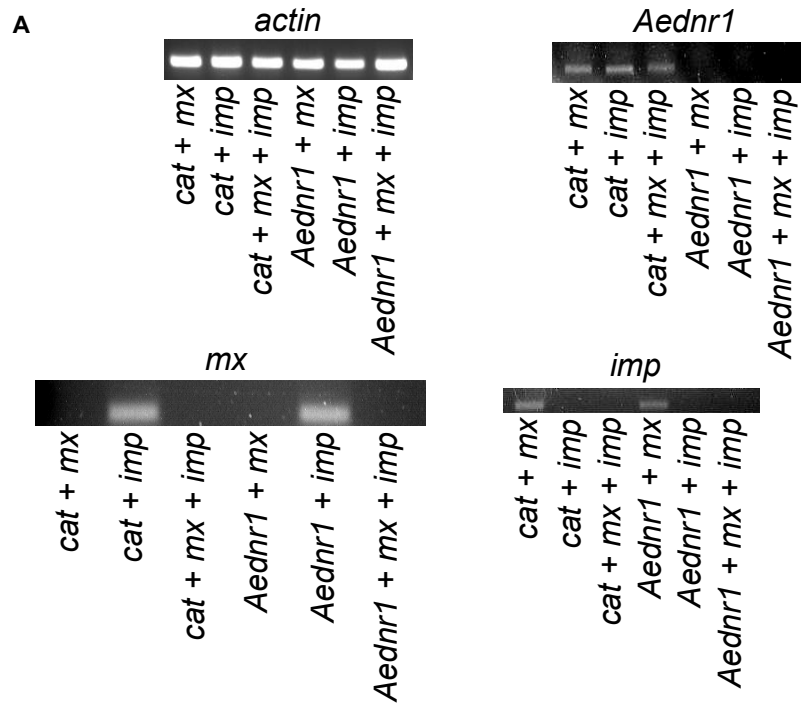 A
actin
cat + mx
cat + imp
cat + mx + imp
Aednr1 + mx
Aednr1 + imp
Aednr1 + mx + imp
Aednr1
cat + mx
cat + imp
cat + mx + imp
Aednr1 + mx
Aednr1 + imp
Aednr1 + mx + imp
mx
cat + mx
cat + imp
cat + mx + imp
Aednr1 + mx
Aednr1 + imp
Aednr1 + mx + imp
imp
cat + mx
cat + imp
cat + mx + imp
Aednr1 + mx
Aednr1 + imp
Aednr1 + mx + imp